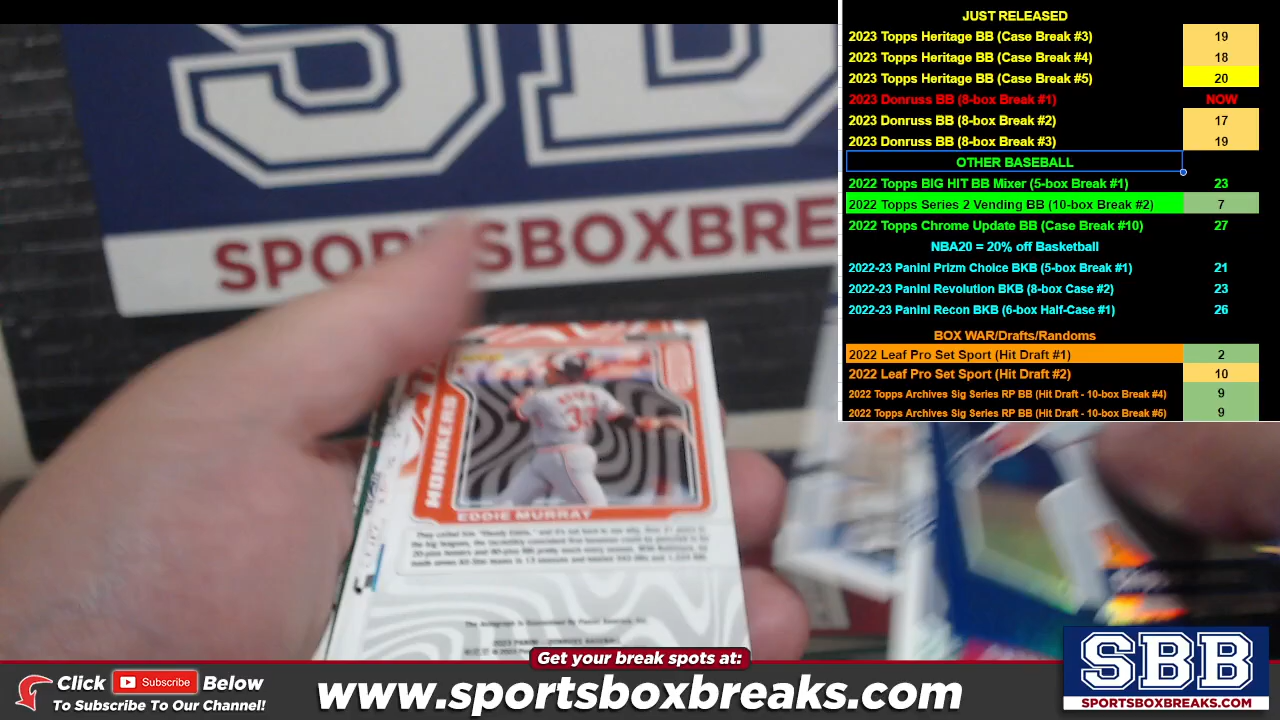 JUST RELEASED
2023 Topps Heritage BB (Case Break #3) 19
2023 Topps Heritage BB (Case Break #4) 18
2023 Topps Heritage BB (Case Break #5) 20
2023 Donruss BB (8-box Break #1) NOW
2023 Donruss BB (8-box Break #2) 17
2023 Donruss BB (8-box Break #3) 19
OTHER BASEBALL
2022 Topps BIG HIT BB Mixer (5-box Break #1) 23
2022 Topps Series 2 Vending BB (10-box Break #2) 7
2022 Topps Chrome Update BB (Case Break #10) 27
NBA20 = 20% off Basketball
2022-23 Panini Prizm Choice BKB (5-box Break #1) 21
2022-23 Panini Revolution BKB (8-box Case #2) 23
2022-23 Panini Recon BKB (6-box Half-Case #1) 26
BOX WAR/Drafts/Randoms
2022 Leaf Pro Set Sport (Hit Draft #1) 2
2022 Leaf Pro Set Sport (Hit Draft #2) 10
2022 Topps Archives Sig Series RP BB (Hit Draft - 10-box Break #4) 9
2022 Topps Archives Sig Series RP BB (Hit Draft - 10-box Break #5) 9
SB
SPORTSBOXBRE
MONIKERS
EDDIE MURRAY
The Autograph is Guaranteed by Panini America, Inc.
Get your break spots at:
Click Subscribe Below
To Subscribe To Our Channel!
www.sportsboxbreaks.com
SBB
SPORTSBOXBREAKS.COM